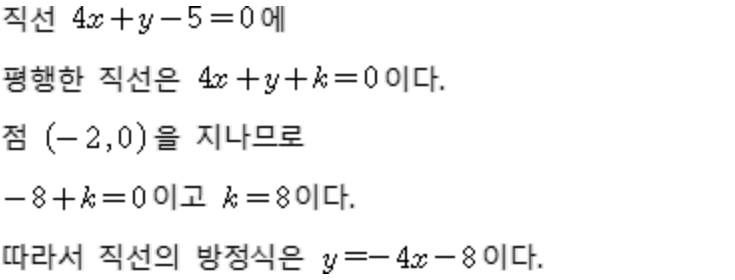 직선 4x+y-5=0에
평행한 직선은 4x+y+k=0이다.
점 (-2,0)을 지나므로
-8+k=0이고 k=8이다.
따라서 직선의 방정식은 y=-4x-8이다.